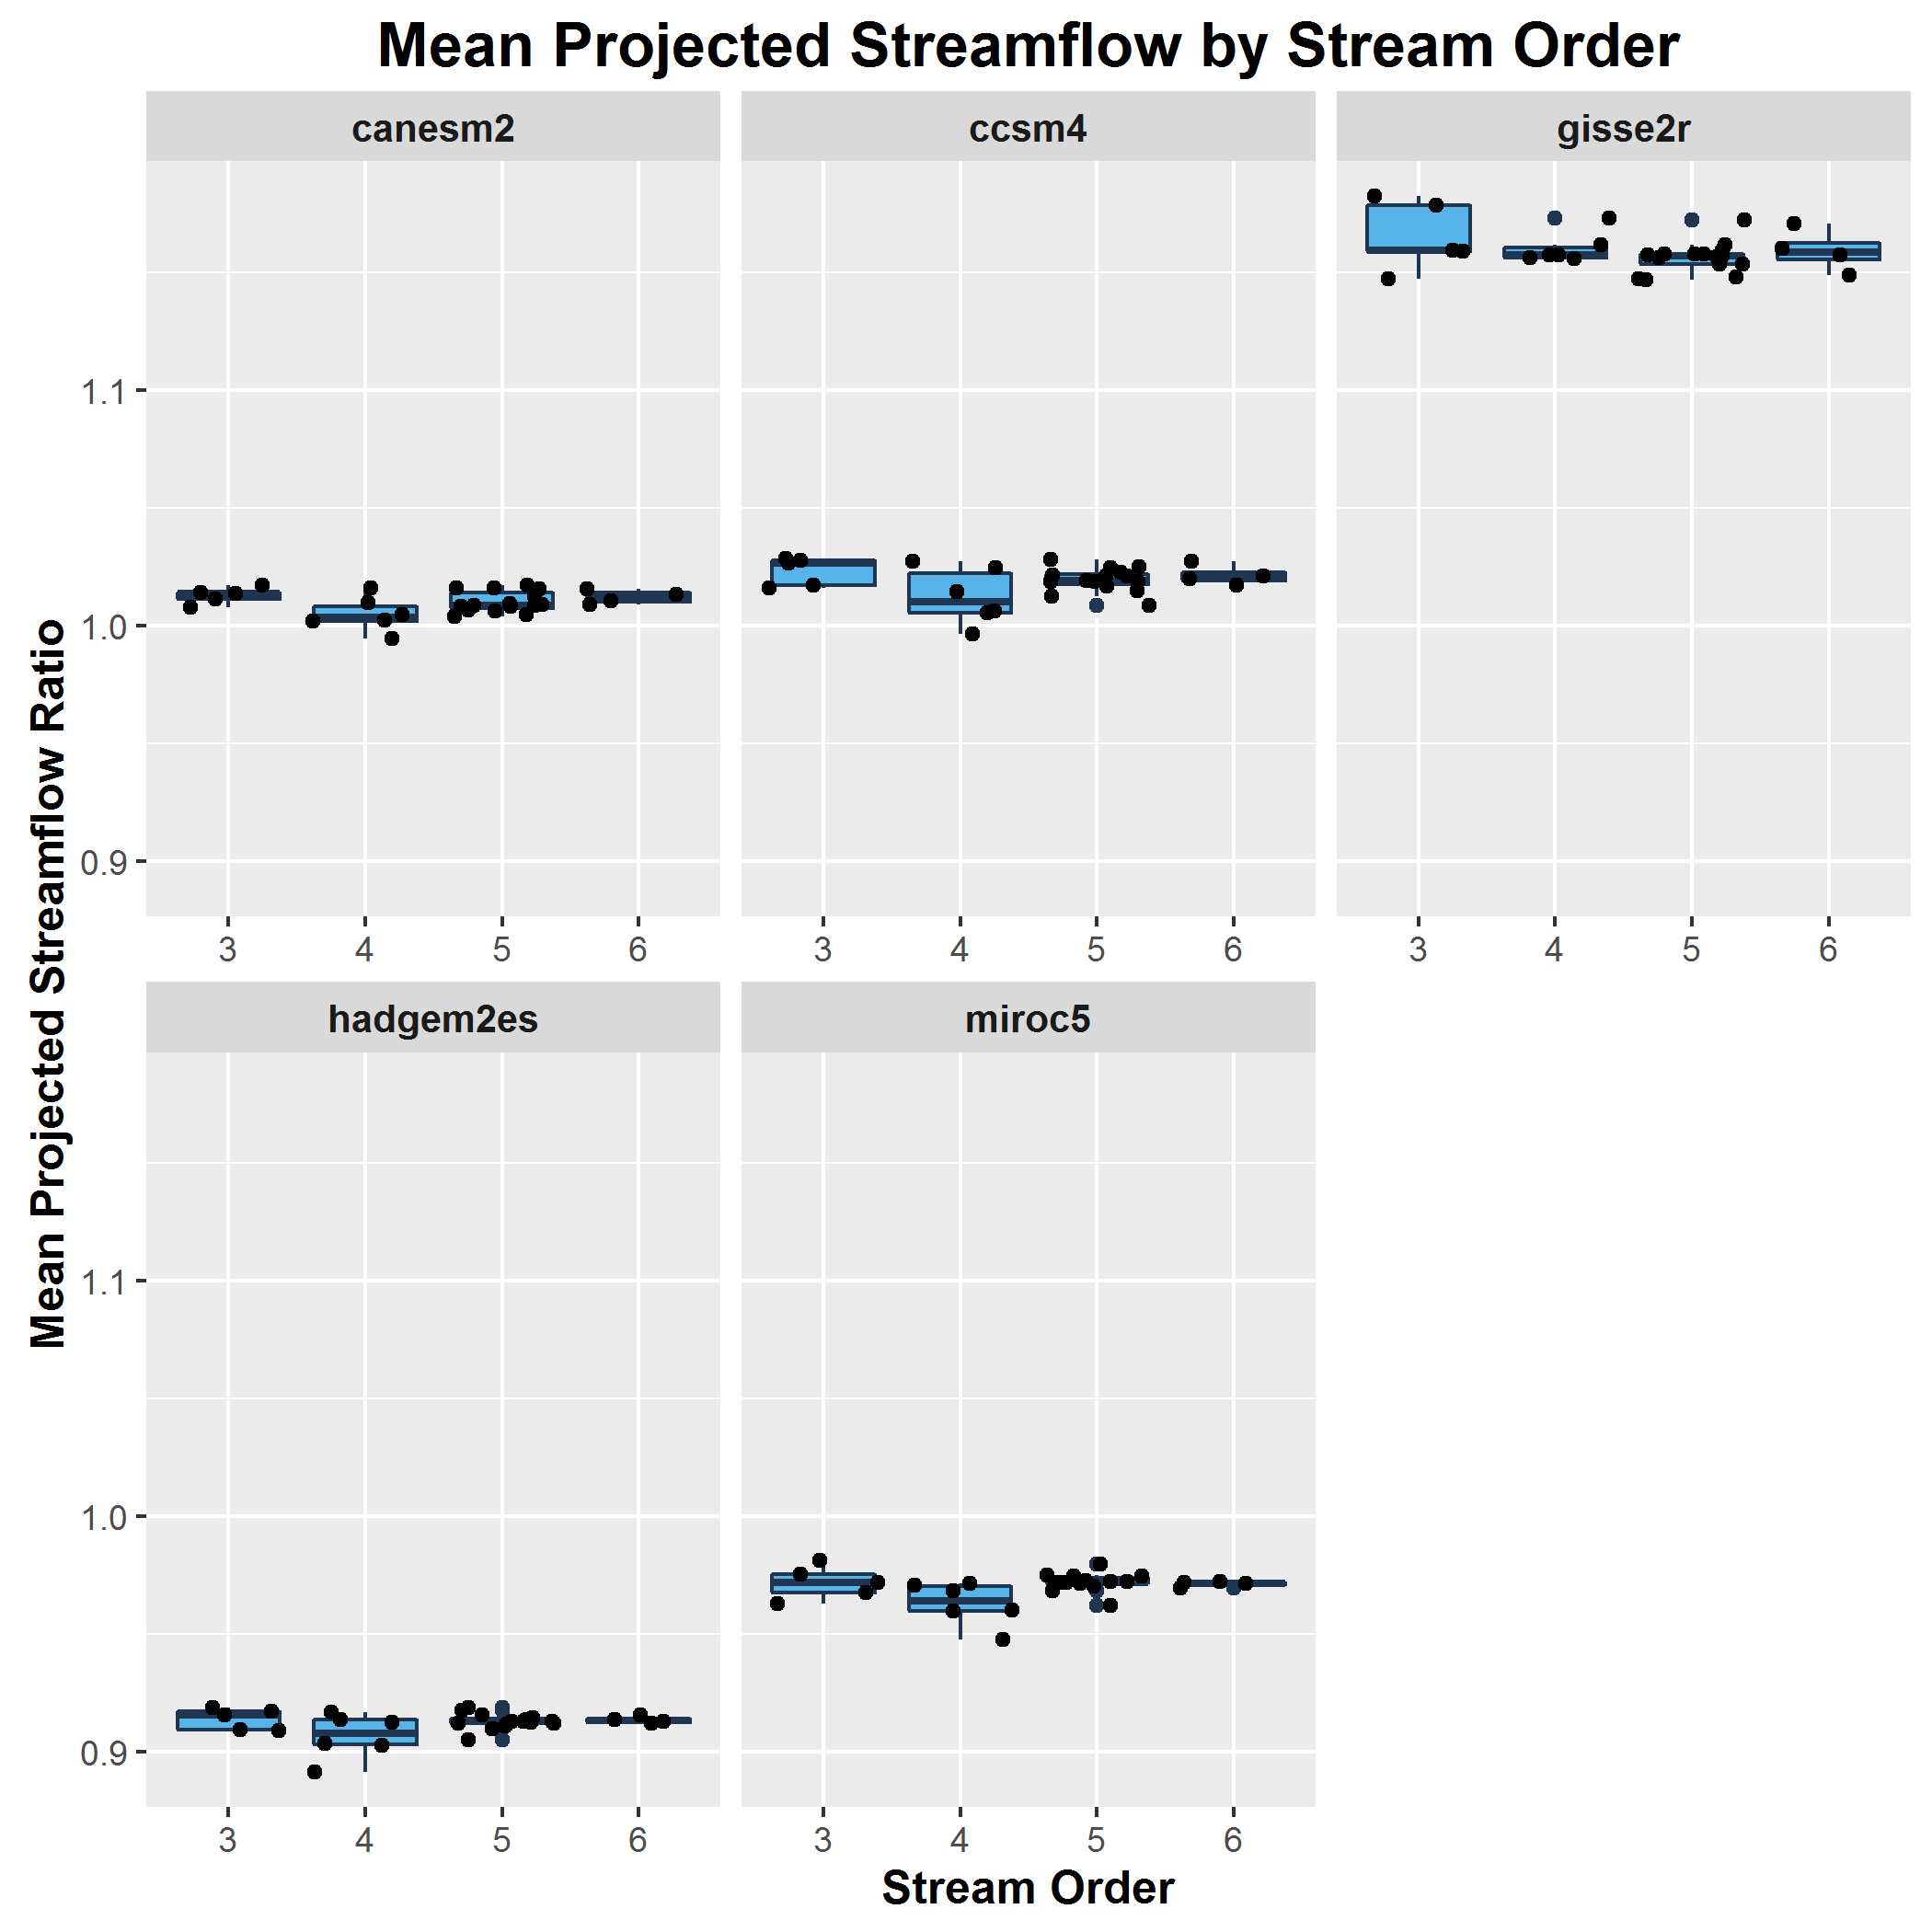 Mean Projected Streamflow by Stream Order
canesm2
ccsm4
gisse2r
Mean Projected Streamflow Ratio
1.1
1.0
0.9
3 4 5 6
3 4 5 6
3 4 5 6
hadgem2es
miroc5
1.1
1.0
0.9
3 4 5 6
3 4 5 6
Stream Order